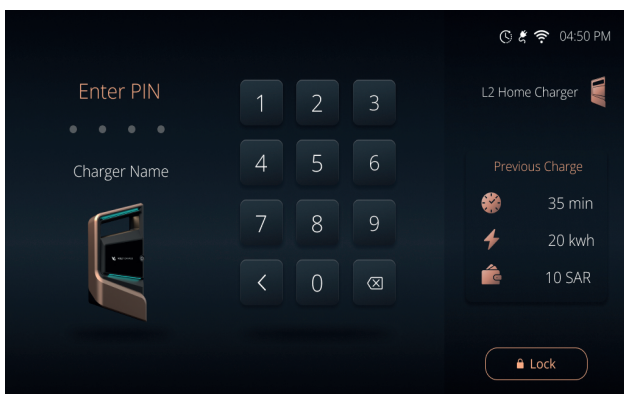 04:50 PM
Enter PIN
Charger Name
1 2 3
4 5 6
7 8 9
0
L2 Home Charger
Previous Charge
35 min
20 kwh
10 SAR
Lock